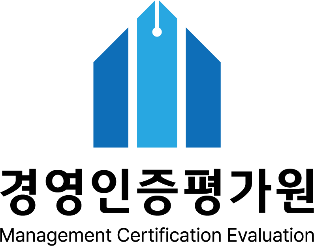 경영인증평가원
Management Certification Evaluation